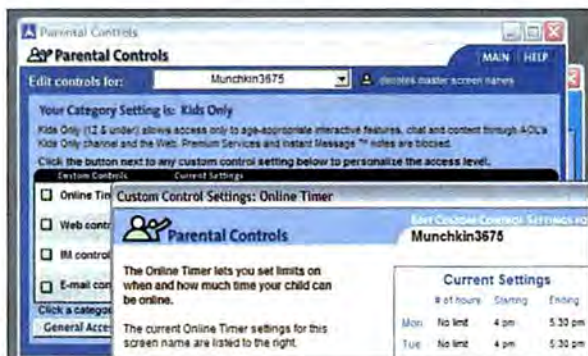 Parental Controls
Parental Controls
MAIN HELP
Edit controls for: Munchkin3675 denotes master screen names
Your Category Setting is: Kids Only
Kids Only (12 & under) allows access only to age-appropriate interactive features, chat and content through AOL's
Kids Only channel and the Web. Premium Services and Instant Message ™ notes are blocked.
Click the button next to any custom control setting below to personalize the access level.
Custom Controls Current Settings
Online Tim
Web contr
IM control
E-mail con
Click a categor
General Acce
Custom Control Settings: Online Timer
Parental Controls
EDIT CUSTOM CONTROL SETTINGS FO
Munchkin3675
The Online Timer lets you set limits on
when and how much time your child can
be online.
The current Online Timer settings for this
screen name are listed to the right.
Current Settings
# of hours Starting Ending
Mon No limit 4 pm 5:30 pm
Tue No limit 4 pm 5:30 pm